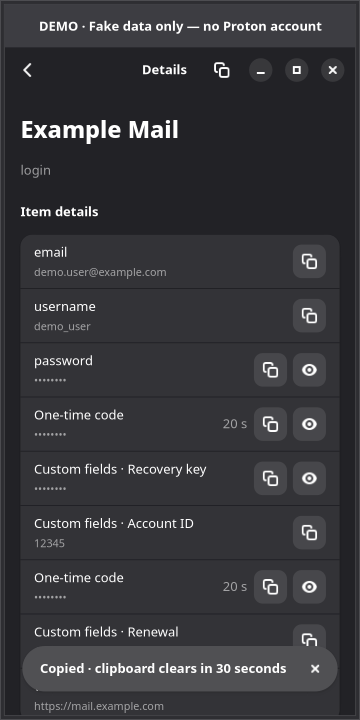 DEMO · Fake data only — no Proton account
Details
Example Mail
login
Item details
email
demo.user@example.com
username
demo_user
password
••••••••
One-time code
••••••••
20 s
Custom fields · Recovery key
••••••••
Custom fields · Account ID
12345
One-time code
••••••••
20 s
Custom fields · Renewal
Copied · clipboard clears in 30 seconds
https://mail.example.com